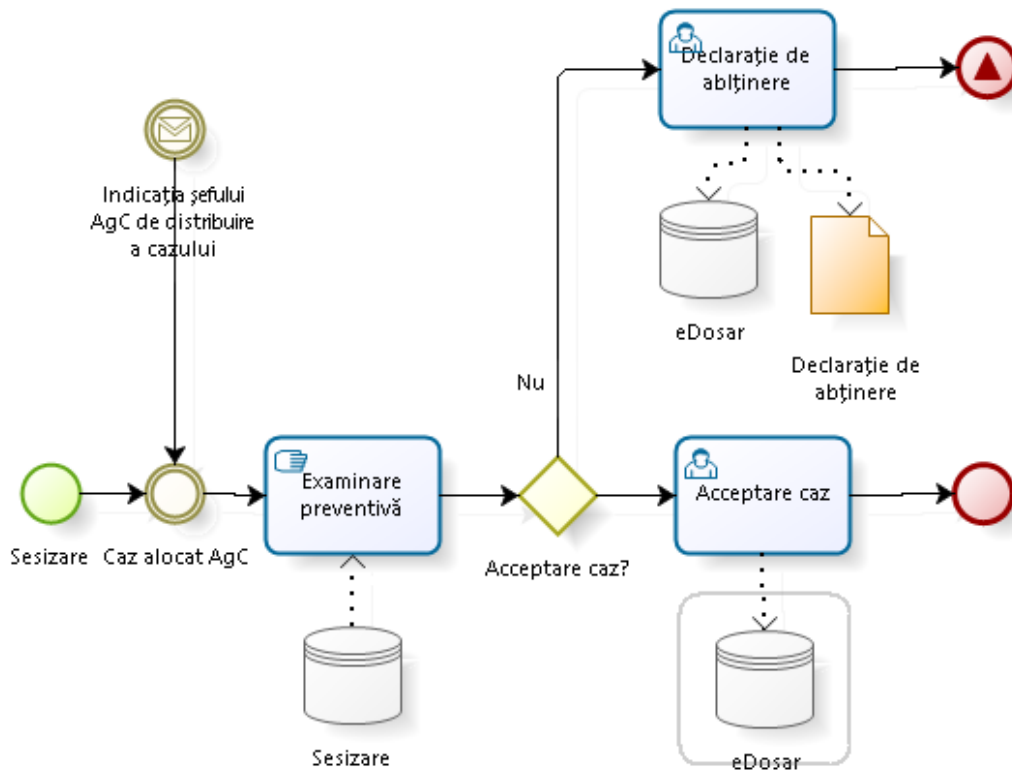 Declarație de
ablținere
Indicația șefului
AgC de distribuire
a cazului
eDosar
Declarație de
abținere
Nu
Examinare
preventivă
Acceptare caz
Sesizare
Caz alocat AgC
Acceptare caz?
Sesizare
eDosar